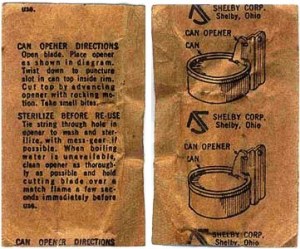 use.
CAN OPENER DIRECTIONS
Open blade. Place opener
as shown in diagram.
Twist down to puncture
slot in can top inside rim.
Cut top by advancing
opener with rocking mo-
tion. Take small bites.
STERILIZE BEFORE RE-USE
Tie string through hole in
opener to wash and ster-
ilize, with mess-gear if
possible. When boiling
water is unavailable,
clean opener as thorough-
ly as possible and hold
cutting blade over a
match flame a few sec-
onds immediately before
use.
CAN OPENER DIRECTIONS
SHELBY CORP.
Shelby, Ohio
CAN OPENER
CAN
SHELBY CORP.
Shelby, Ohio
CAN OPENER
CAN
SHELBY CORP.
Shelby, Ohio